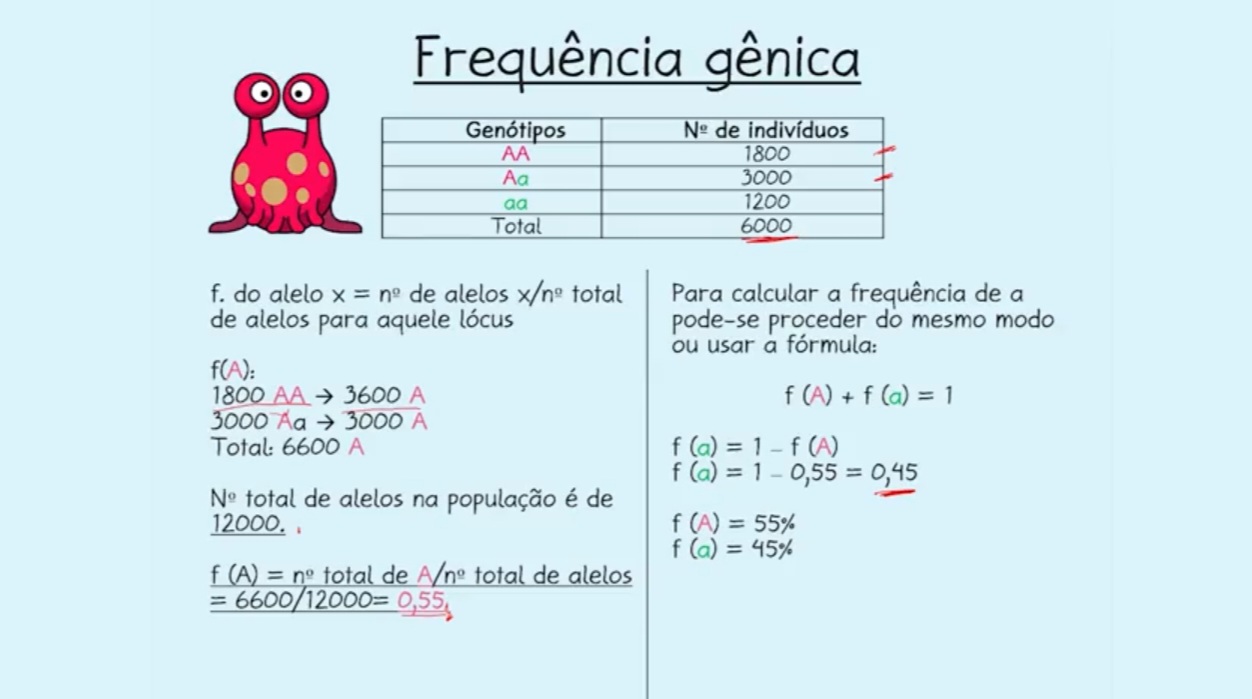 Frequência gênica
Genótipos Nº de indivíduos
AA 1800
Aa 3000
aa 1200
Total 6000
f. do alelo x = nº de alelos x/nº total
de alelos para aquele lócus
f(A):
1800 AA → 3600 A
3000 Aa → 3000 A
Total: 6600 A
Nº total de alelos na população é de
12000.
f (A) = nº total de A/nº total de alelos
= 6600/12000= 0,55
Para calcular a frequência de a
pode-se proceder do mesmo modo
ou usar a fórmula:
f (A) + f (a) = 1
f (a) = 1 - f (A)
f (a) = 1 - 0,55 = 0,45
f (A) = 55%
f (a) = 45%